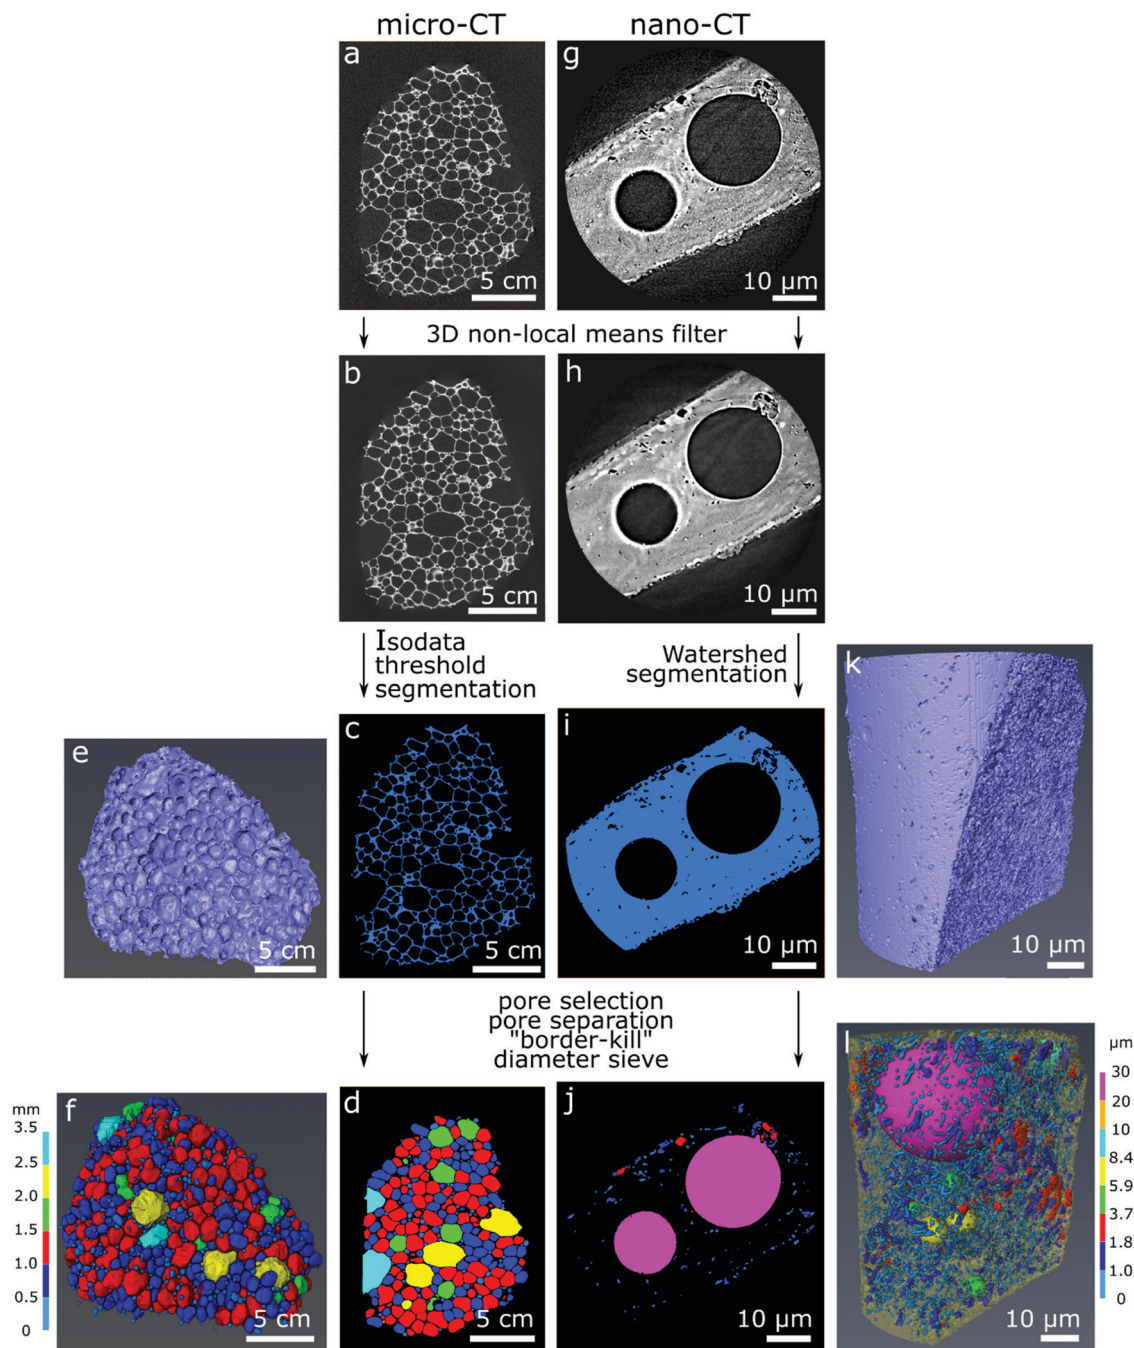 micro-CT
nano-CT
a
5 cm
g
10 µm
3D non-local means filter
b
5 cm
h
10 µm
Isodata
threshold
segmentation
Watershed
segmentation
e
5 cm
c
5 cm
i
10 µm
k
10 µm
pore selection
pore separation
"border-kill"
diameter sieve
mm
3.5
2.5
2.0
1.5
1.0
0.5
0
f
5 cm
d
5 cm
j
10 µm
l
10 µm
µm
30
20
10
8.4
5.9
3.7
1.8
1.0
0